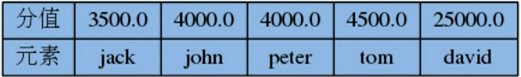 分值 3500.0 4000.0 4000.0 4500.0 25000.0
元素 jack john peter tom david